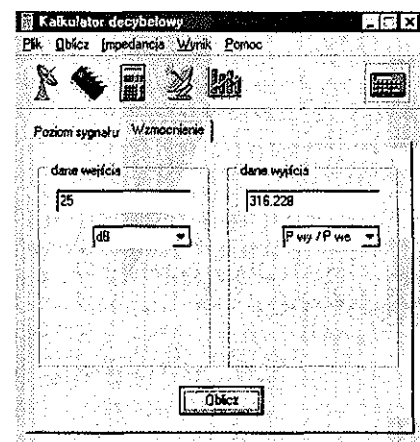 Kalkulator decybelowy
Plik Oblicz Impedancja Wynik Pomoc
Poziom sygnału Wzmocnienie
dane wejścia dane wyjścia
25 316.228
dB P wy / P we
Oblicz